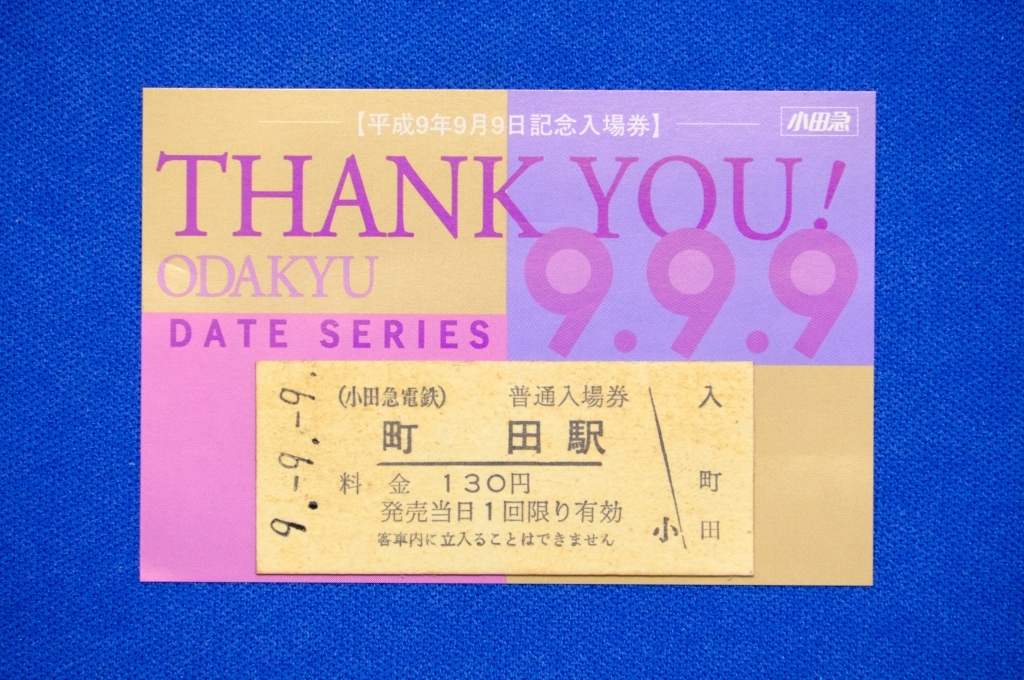 【平成9年9月9日記念入場券】
小田急
THANK YOU!
ODAKYU
9.9.9
DATE SERIES
9.-9.-9.
(小田急電鉄) 普通入場券
町田駅
料金 130円
発売当日1回限り有効
客車内に立入ることはできません
小
入
町
田